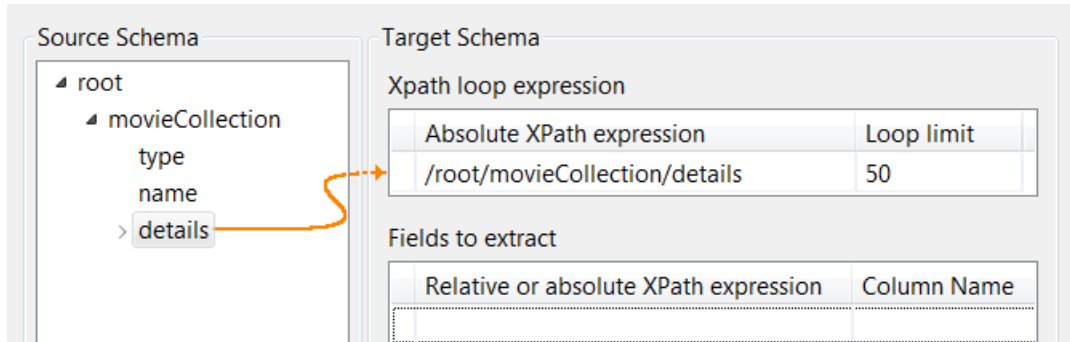 Source Schema
root
movieCollection
type
name
details
Target Schema
Xpath loop expression
Absolute XPath expression Loop limit
/root/movieCollection/details 50
Fields to extract
Relative or absolute XPath expression Column Name